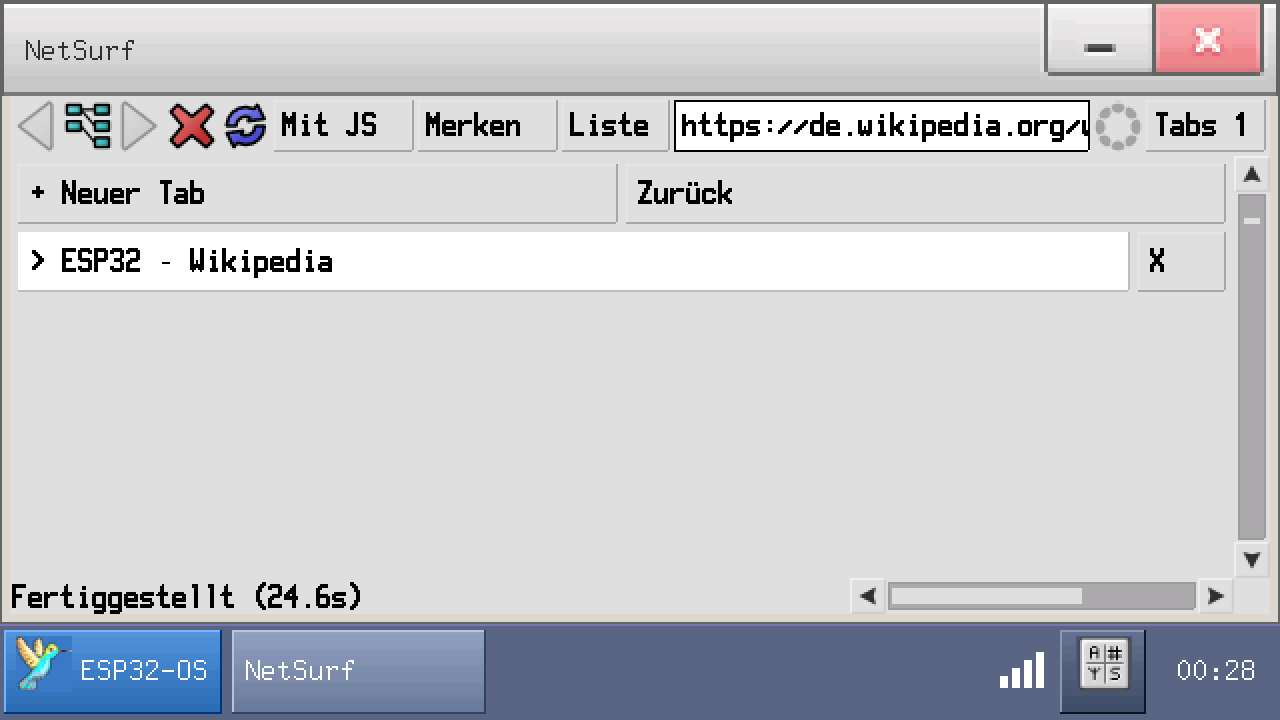 NetSurf
Mit JS Merken Liste https://de.wikipedia.org/ Tabs 1
+ Neuer Tab Zurück
> ESP32 - Wikipedia X
Fertiggestellt (24.6s)
ESP32-OS NetSurf A # Y S 00:28